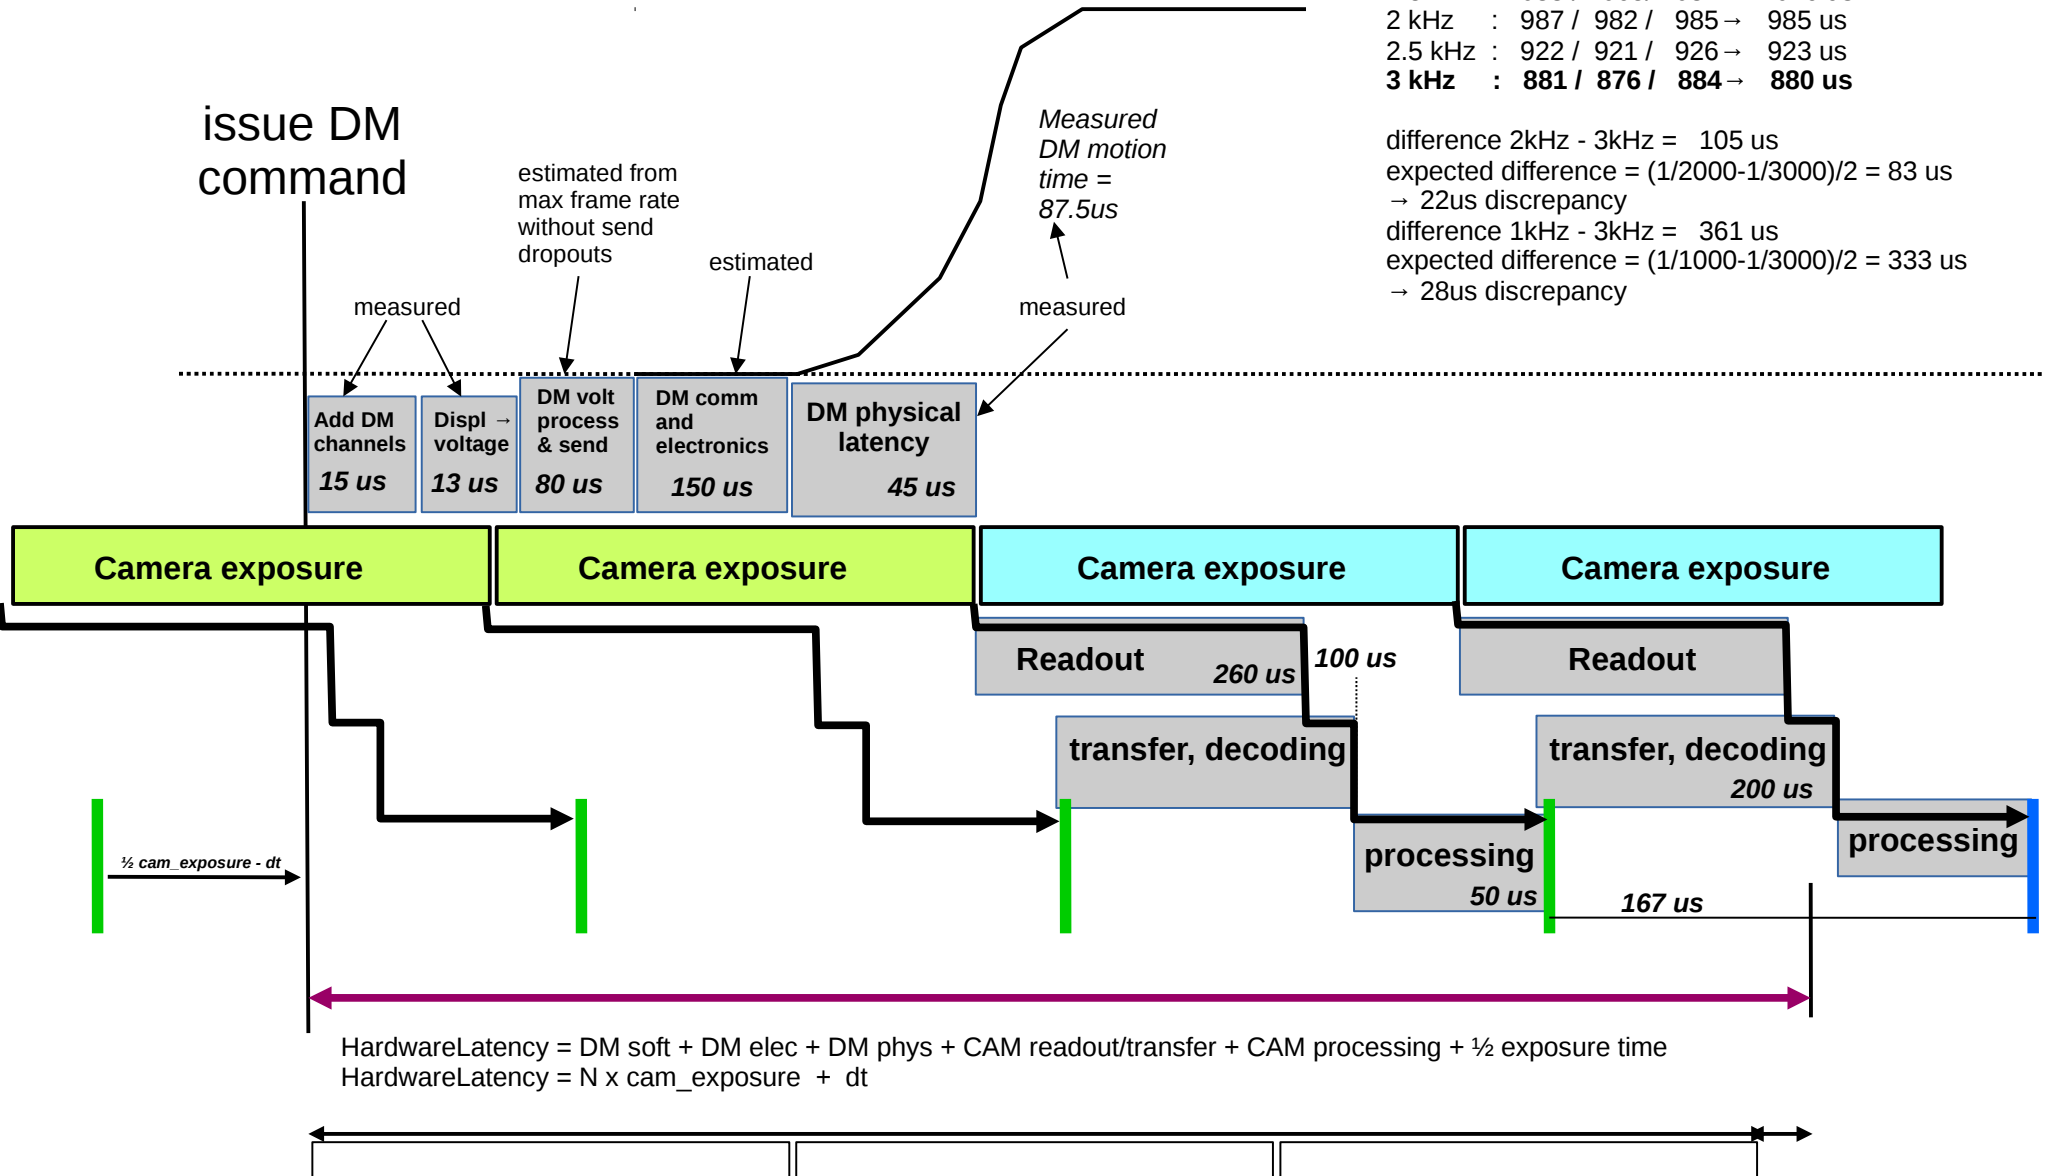 2 kHz : 987 / 982 / 985→ 985 us
2.5 kHz : 922 / 921 / 926→ 923 us
3 kHz : 881 / 876 / 884→ 880 us
issue DM
command
Measured
DM motion
time =
87.5us
difference 2kHz - 3kHz = 105 us
expected difference = (1/2000-1/3000)/2 = 83 us
→ 22us discrepancy
difference 1kHz - 3kHz = 361 us
expected difference = (1/1000-1/3000)/2 = 333 us
→ 28us discrepancy
estimated from
max frame rate
without send
dropouts
estimated
measured
measured
Add DM
channels
15 us
Displ →
voltage
13 us
DM volt
process
& send
80 us
DM comm
and
electronics
150 us
DM physical
latency
45 us
Camera exposure
Camera exposure
Camera exposure
Camera exposure
Readout
260 us
100 us
Readout
transfer, decoding
transfer, decoding
200 us
processing
50 us
processing
½ cam_exposure - dt
167 us
HardwareLatency = DM soft + DM elec + DM phys + CAM readout/transfer + CAM processing + ½ exposure time
HardwareLatency = N x cam_exposure + dt